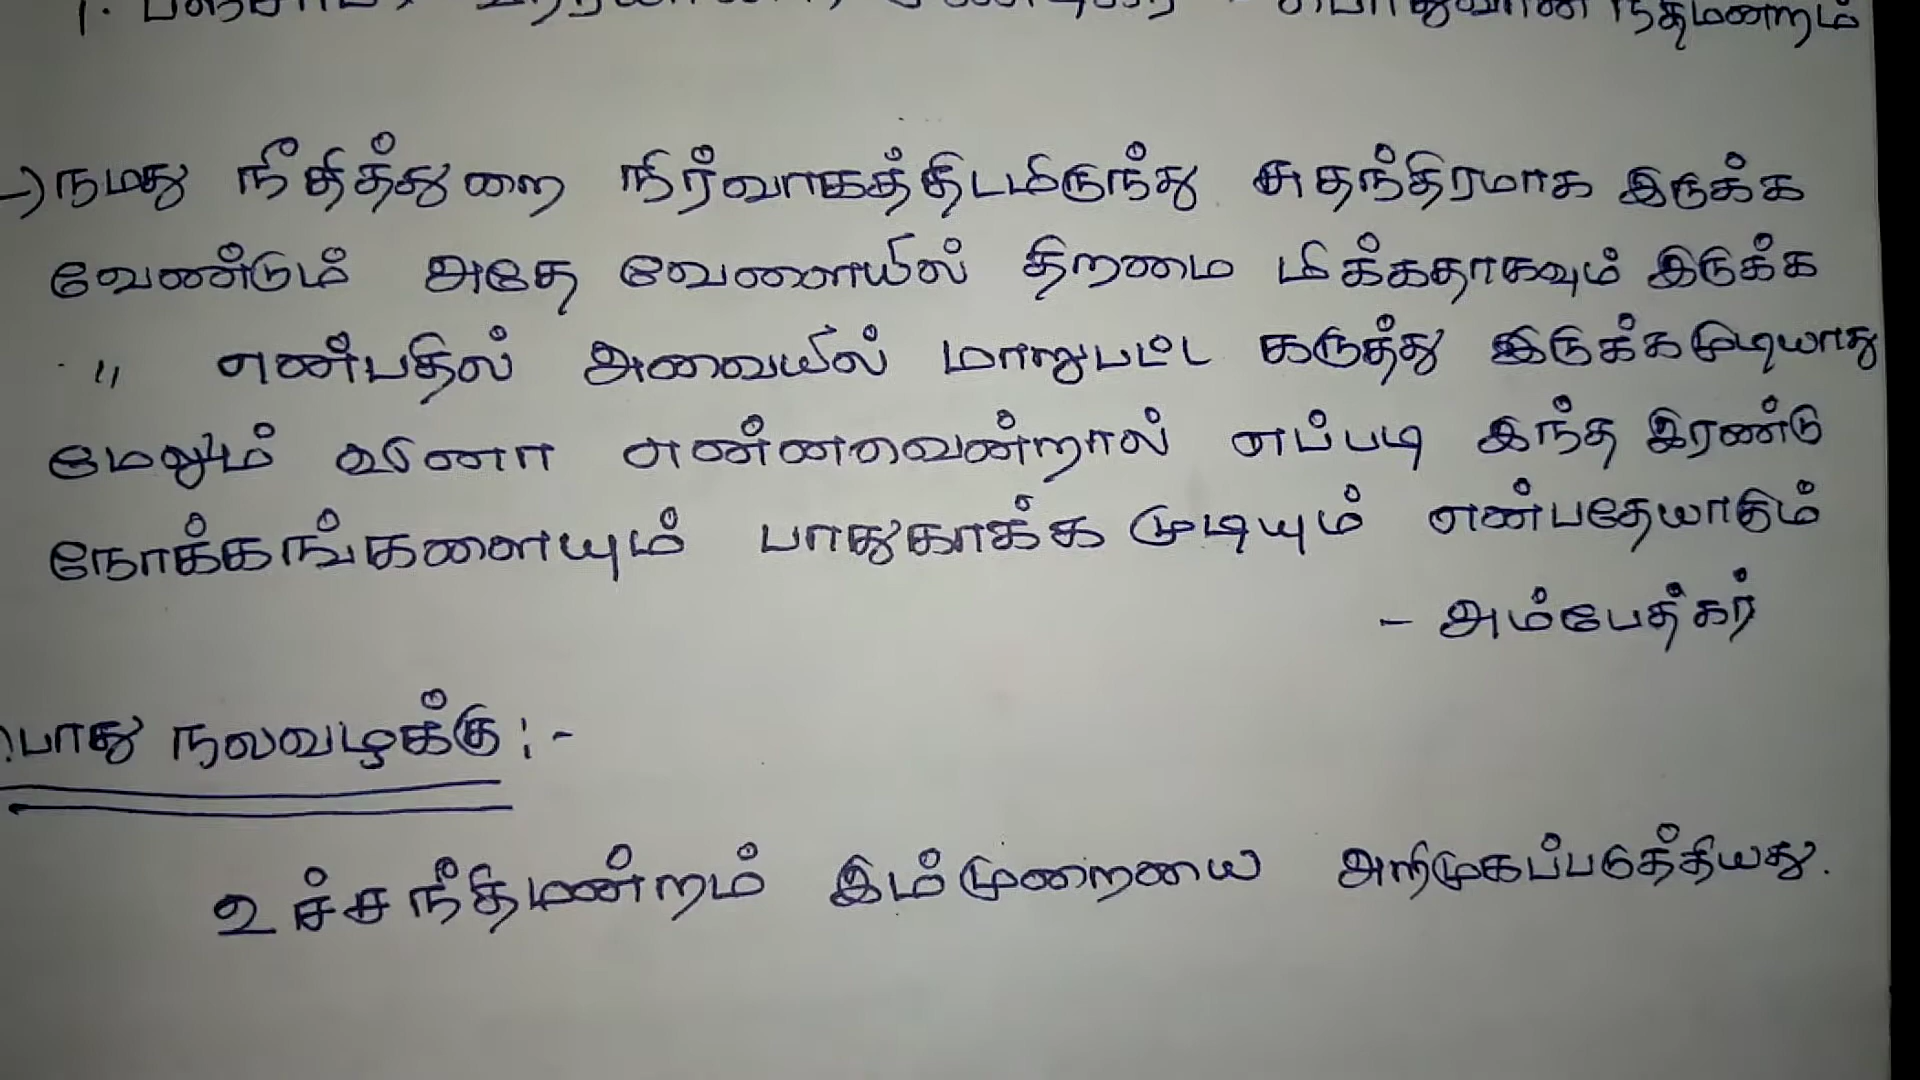 நீதிமன்றம்
→ நமது நீதித்துறை நிர்வாகத்திடமிருந்து சுதந்திரமாக இருக்க
வேண்டும் அதே வேளையில் திறமை மிக்கதாகவும் இருக்க
" என்பதில் அவையில் மாறுபட்ட கருத்து இருக்கமுடியாது
மேலும் வினா என்னவென்றால் எப்படி இந்த இரண்டு
நோக்கங்களையும் பாதுகாக்க முடியும் என்பதேயாகும்
- அம்பேத்கர்
பொது நலவழக்கு :-
உச்சநீதிமன்றம் இம்முறையை அறிமுகப்படுத்தியது.